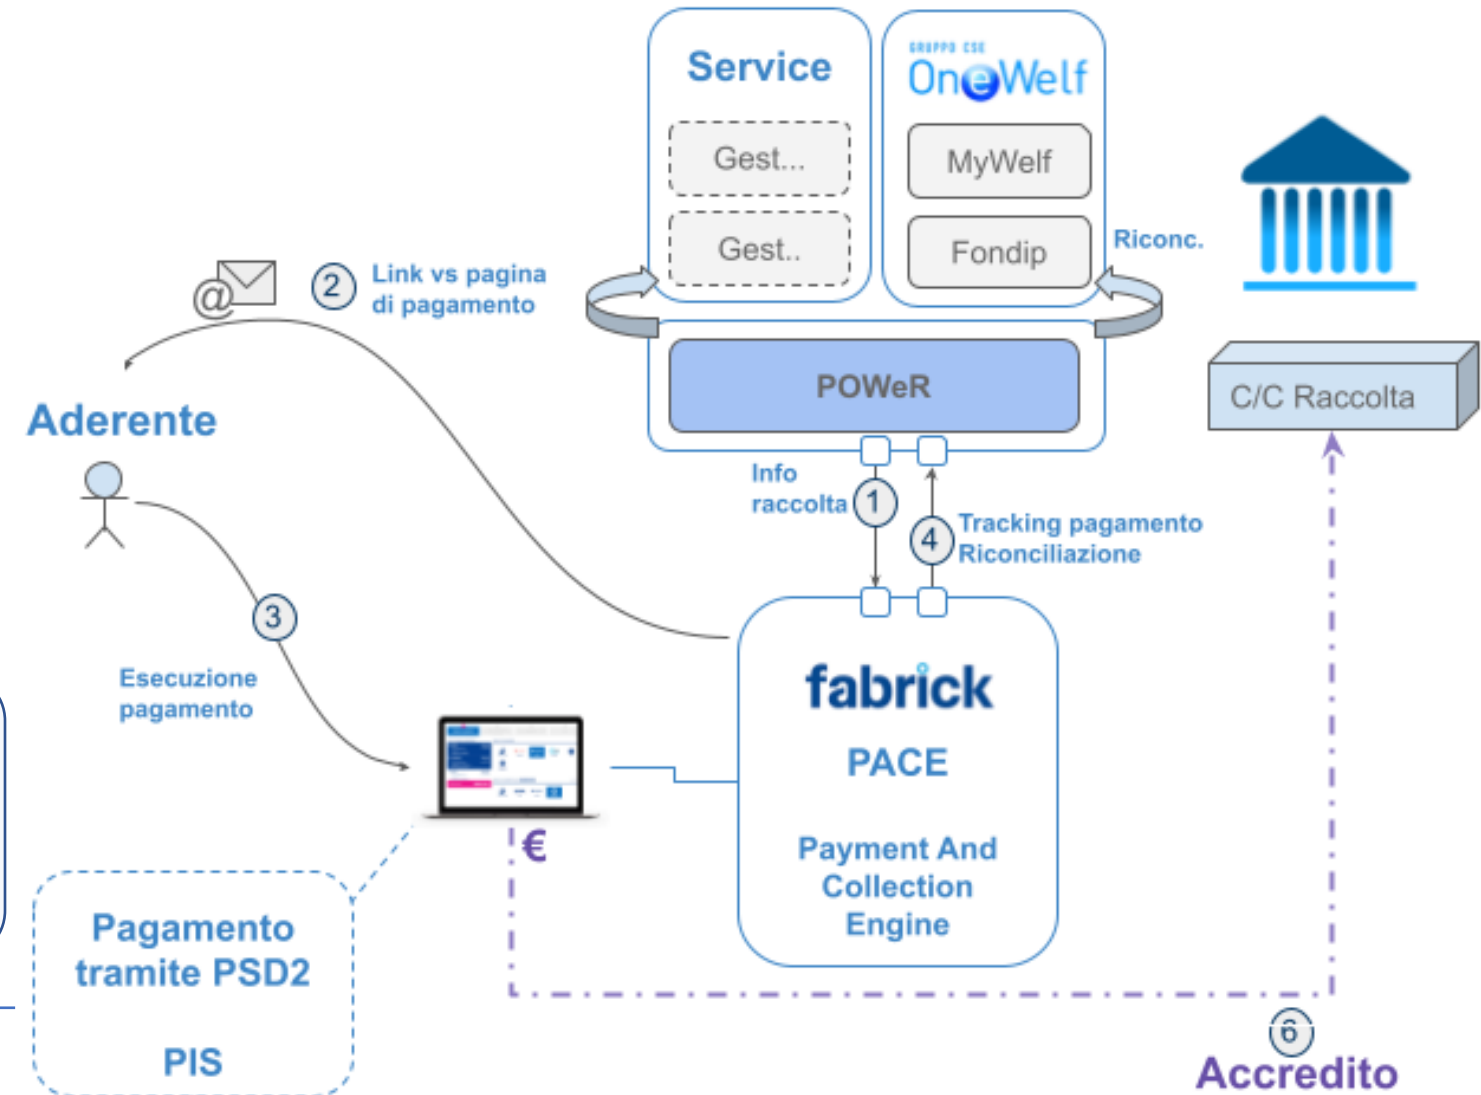 Service
GRUPPO CSE
OneWelf
Gest...
MyWelf
Gest..
Fondip
Riconc.
2
Link vs pagina
di pagamento
@
POWeR
C/C Raccolta
Aderente
Info
raccolta
1
4
Tracking pagamento
Riconciliazione
3
Esecuzione
pagamento
fabrick
PACE
Payment And
Collection
Engine
€
Pagamento
tramite PSD2
PIS
6
Accredito